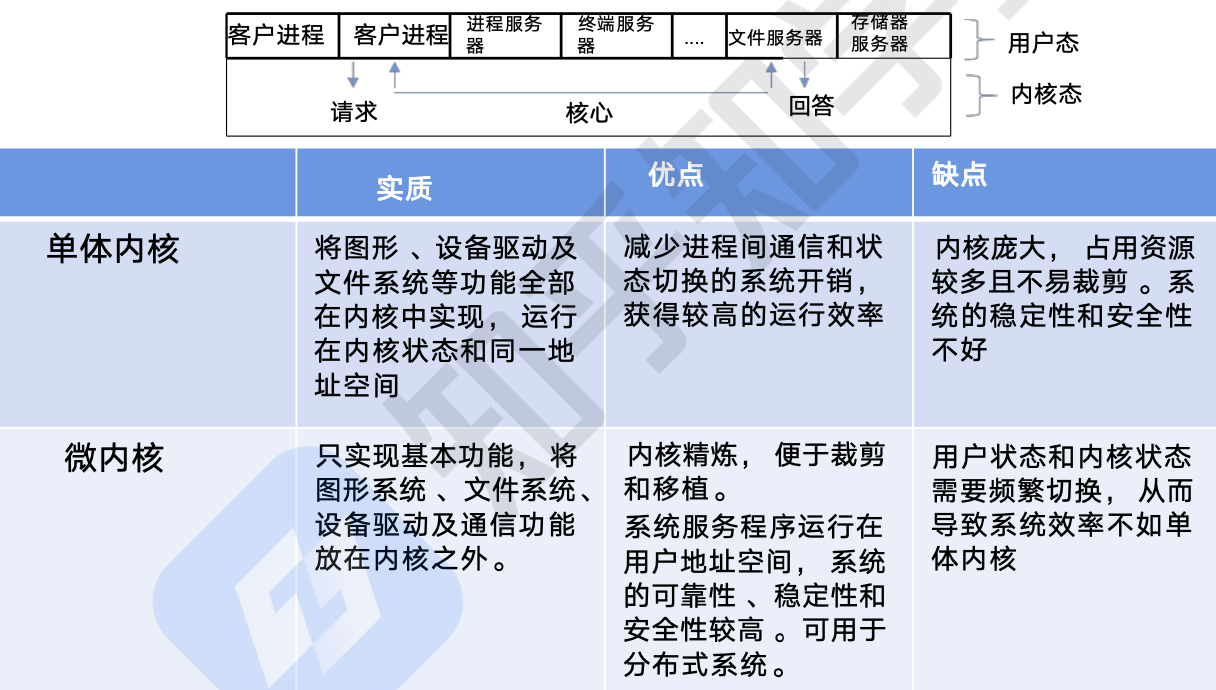 客户进程 客户进程 进程服务器 终端服务器 .... 文件服务器 存储器服务器
用户态
内核态
请求 核心 回答
实质 优点 缺点
单体内核
将图形 、设备驱动及
文件系统等功能全部
在内核中实现， 运行
在内核状态和同一地
址空间
减少进程间通信和状
态切换的系统开销，
获得较高的运行效率
内核庞大， 占用资源
较多且不易裁剪 。系
统的稳定性和安全性
不好
微内核
只实现基本功能， 将
图形系统 、文件系统、
设备驱动及通信功能
放在内核之外。
内核精炼， 便于裁剪
和移植。
系统服务程序运行在
用户地址空间， 系统
的可靠性 、稳定性和
安全性较高 。可用于
分布式系统。
用户状态和内核状态
需要频繁切换， 从而
导致系统效率不如单
体内核
知乎知学